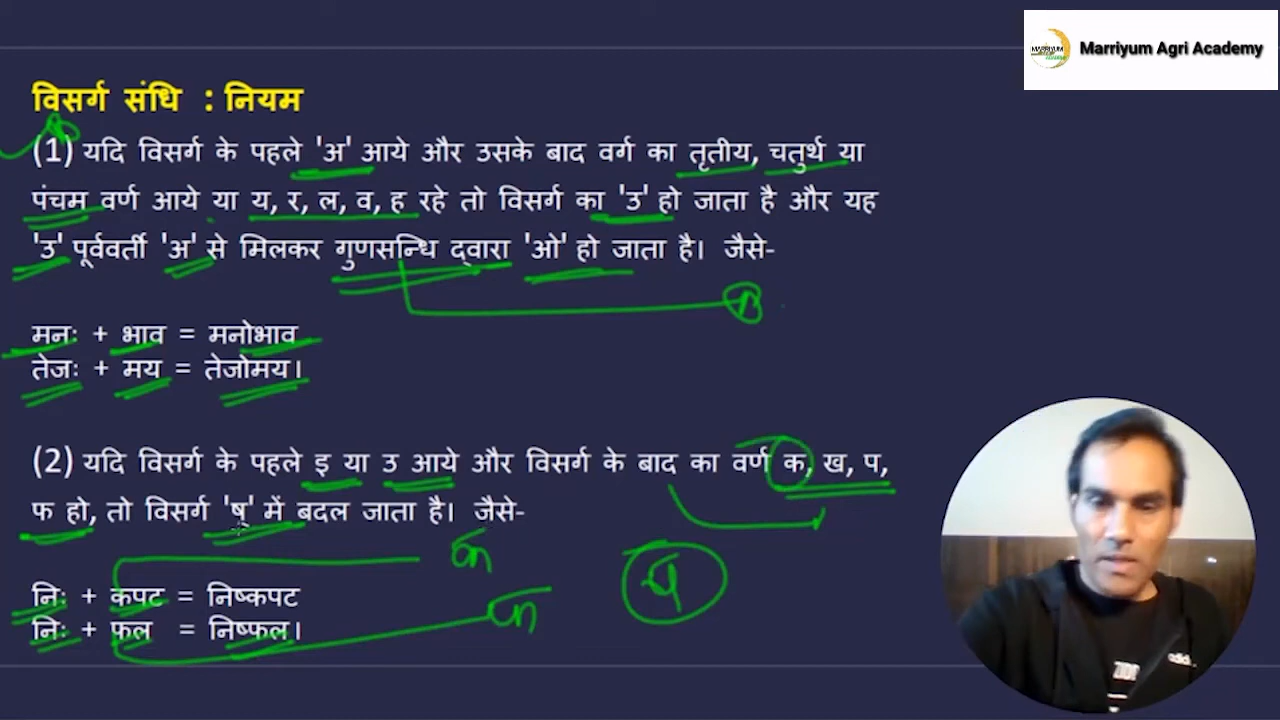 Marriyum Agri Academy
विसर्ग संधि : नियम
(1) यदि विसर्ग के पहले 'अ' आये और उसके बाद वर्ग का तृतीय, चतुर्थ या
पंचम वर्ण आये या य, र, ल, व, ह रहे तो विसर्ग का 'उ' हो जाता है और यह
'उ' पूर्ववर्ती 'अ' से मिलकर गुणसन्धि द्वारा 'ओ' हो जाता है। जैसे-
मनः + भाव = मनोभाव
तेजः + मय = तेजोमय।
(2) यदि विसर्ग के पहले इ या उ आये और विसर्ग के बाद का वर्ण क, ख, प,
फ हो, तो विसर्ग 'ष्' में बदल जाता है। जैसे-
निः + कपट = निष्कपट
निः + फल = निष्फल।